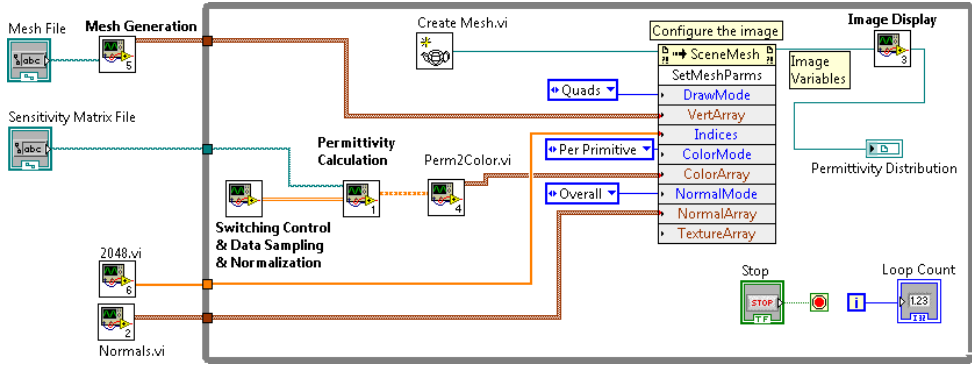 Mesh File
Mesh Generation
abc
5
Sensitivity Matrix File
abc
Create Mesh.vi
Configure the image
SceneMesh
SetMeshParms
DrawMode
VertArray
Indices
ColorMode
ColorArray
NormalMode
NormalArray
TextureArray
Quads
Per Primitive
Overall
Image
Variables
Image Display
3
Permittivity Distribution
Permittivity
Calculation
1
Perm2Color.vi
4
Switching Control
& Data Sampling
& Normalization
2048.vi
6
2
Normals.vi
Stop
STOP
TF
i
Loop Count
1.23
I32